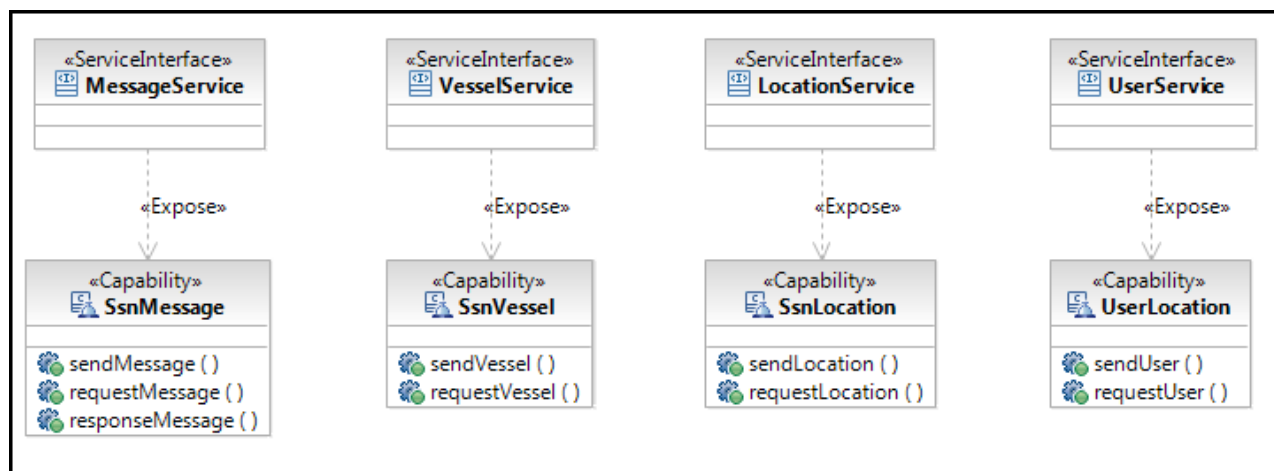 «ServiceInterface»
MessageService
«ServiceInterface»
VesselService
«ServiceInterface»
LocationService
«ServiceInterface»
UserService
«Expose»
«Expose»
«Expose»
«Expose»
«Capability»
SsnMessage
sendMessage ( )
requestMessage ( )
responseMessage ( )
«Capability»
SsnVessel
sendVessel ( )
requestVessel ( )
«Capability»
SsnLocation
sendLocation ( )
requestLocation ( )
«Capability»
UserLocation
sendUser ( )
requestUser ( )